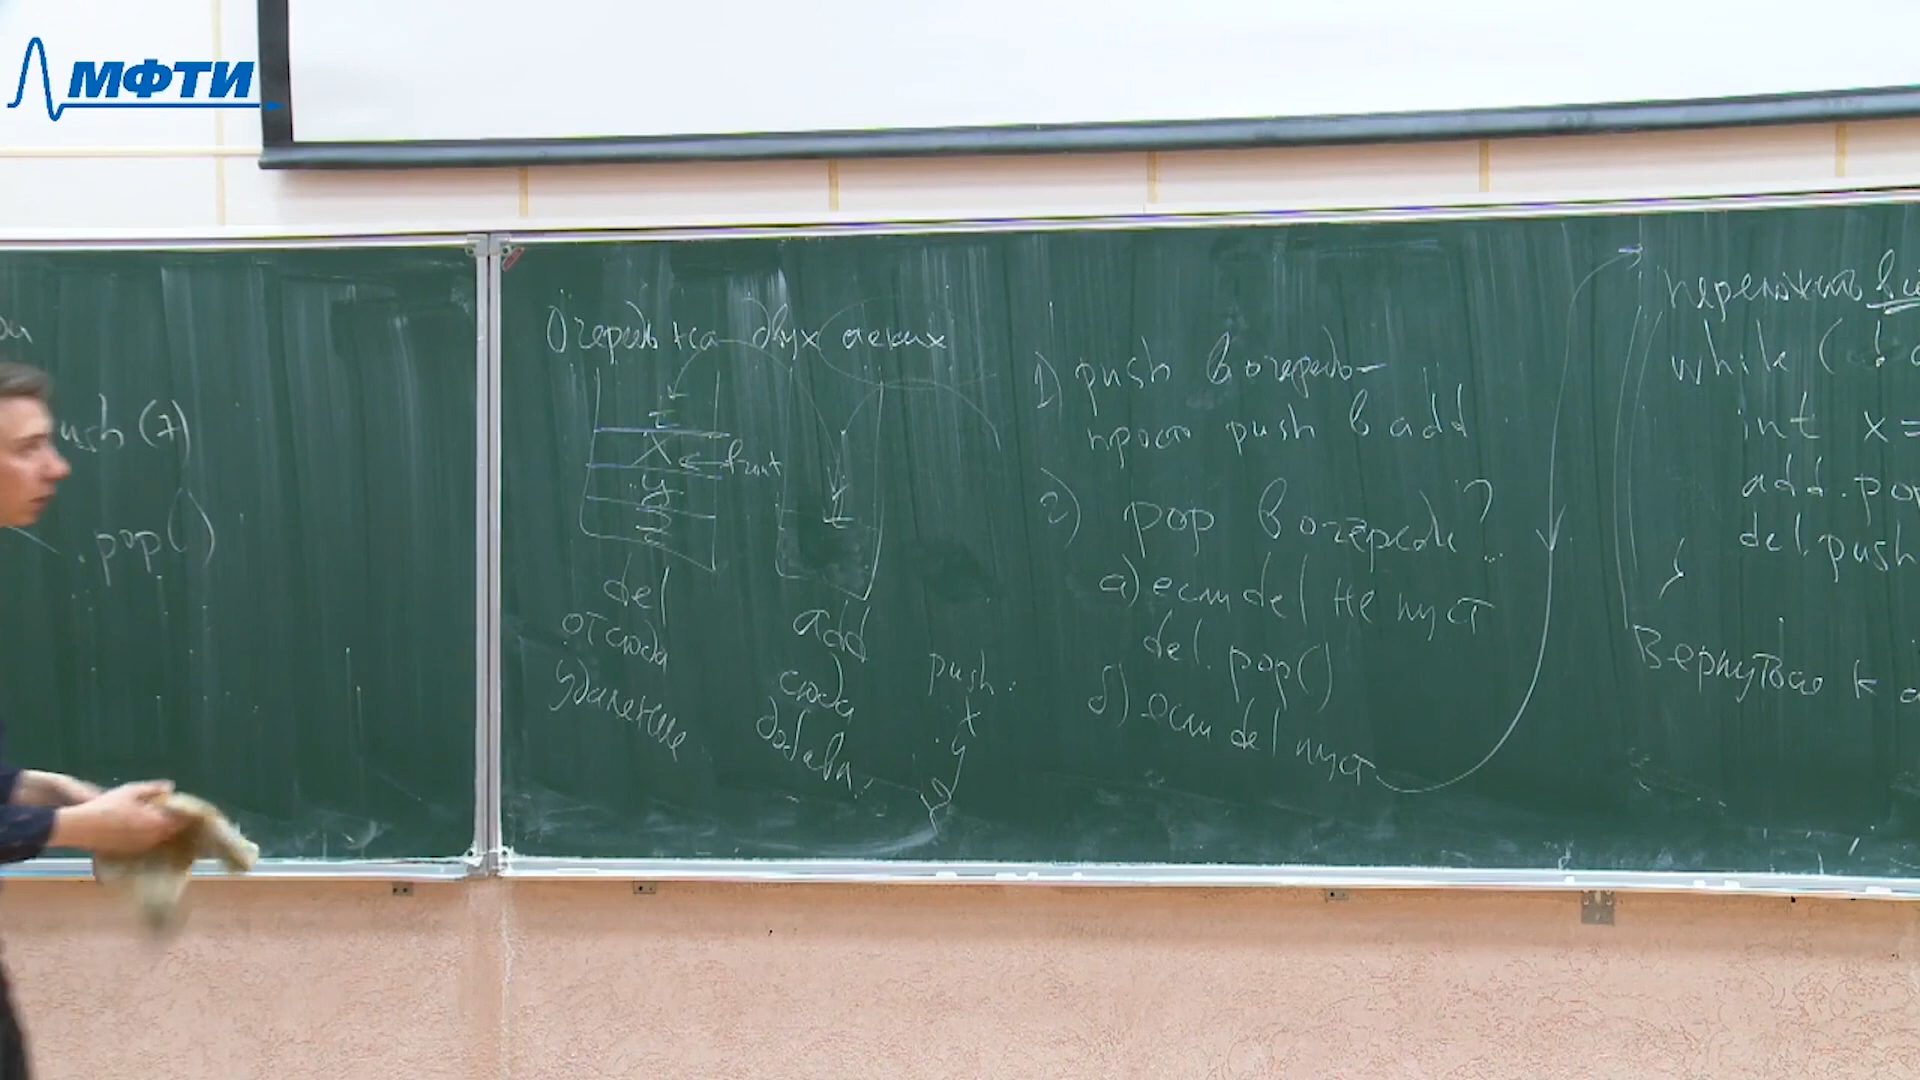 МФТИ
ush (7)
.pop()
Очередь на двух стеках
t
x ← front
y
z
del
отсюда
удаление
add
сюда
добавл.
push:
x
y
1) push в очередь -
просто push в add
2) pop в очереди?
а) если del не пуст
del.pop()
б) если del пуст
переложить все
while (!
int x =
add.pop
del.push
}
Вернуться к а